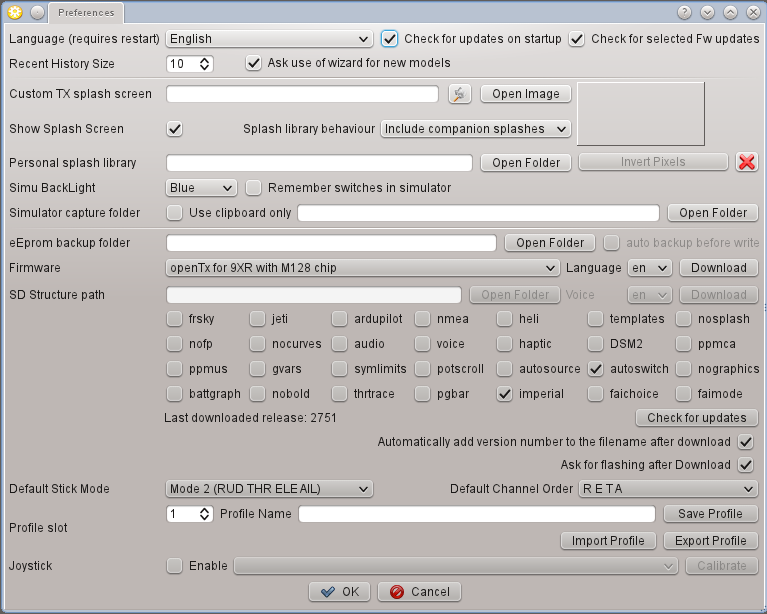 Preferences
Language (requires restart) English Check for updates on startup Check for selected Fw updates
Recent History Size 10 Ask use of wizard for new models
Custom TX splash screen Open Image
Show Splash Screen Splash library behaviour Include companion splashes
Personal splash library Open Folder Invert Pixels
Simu BackLight Blue Remember switches in simulator
Simulator capture folder Use clipboard only Open Folder
eEprom backup folder Open Folder auto backup before write
Firmware openTx for 9XR with M128 chip Language en Download
SD Structure path Open Folder Voice en Download
frsky jeti ardupilot nmea heli templates nosplash
nofp nocurves audio voice haptic DSM2 ppmca
ppmus gvars symlimits potscroll autosource autoswitch nographics
battgraph nobold thrtrace pgbar imperial faichoice faimode
Last downloaded release: 2751 Check for updates
Automatically add version number to the filename after download
Ask for flashing after Download
Default Stick Mode Mode 2 (RUD THR ELE AIL) Default Channel Order R E T A
1 Profile Name Save Profile
Profile slot
Import Profile Export Profile
Joystick Enable Calibrate
OK Cancel